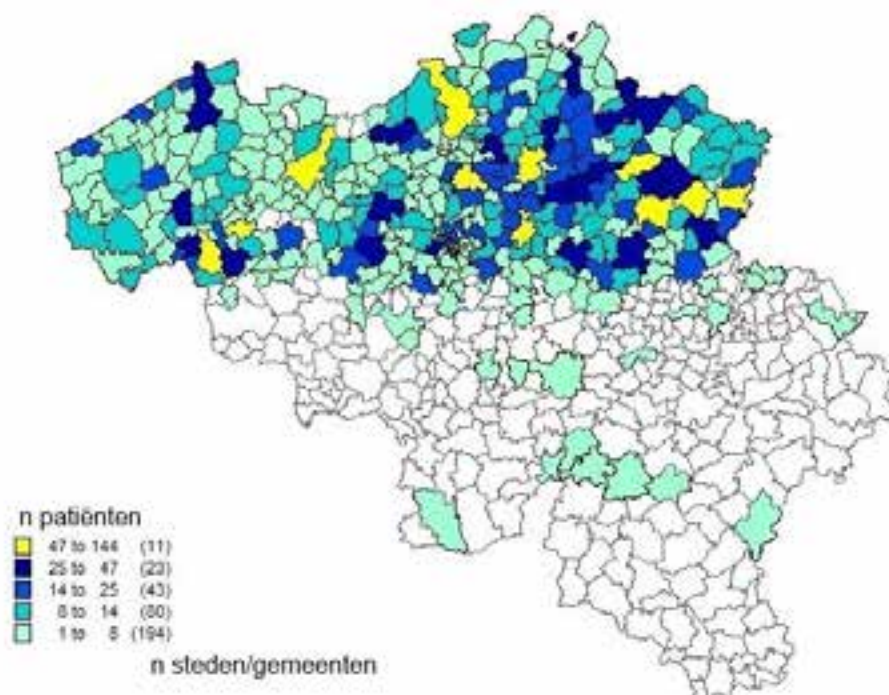 n patiënten
47 to 144 (11)
25 to 47 (23)
14 to 25 (43)
8 to 14 (80)
1 to 8 (194)
n steden/gemeenten